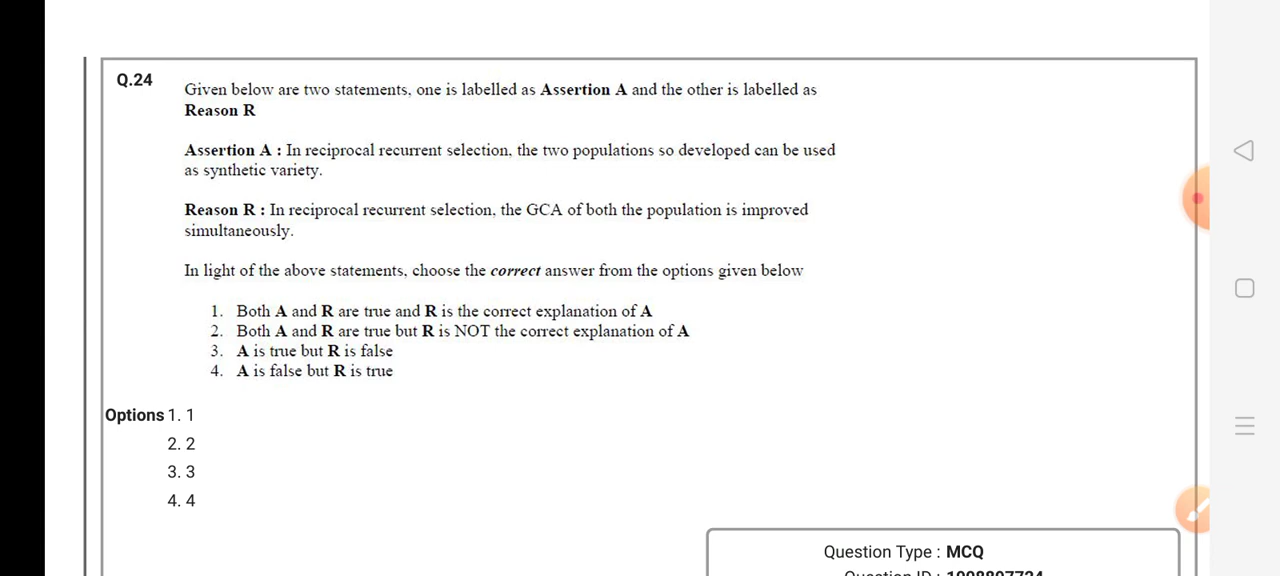 Q.24
Given below are two statements, one is labelled as Assertion A and the other is labelled as
Reason R
Assertion A : In reciprocal recurrent selection, the two populations so developed can be used
as synthetic variety.
Reason R : In reciprocal recurrent selection, the GCA of both the population is improved
simultaneously.
In light of the above statements, choose the correct answer from the options given below
1. Both A and R are true and R is the correct explanation of A
2. Both A and R are true but R is NOT the correct explanation of A
3. A is true but R is false
4. A is false but R is true
Options 1. 1
2. 2
3. 3
4. 4
Question Type : MCQ